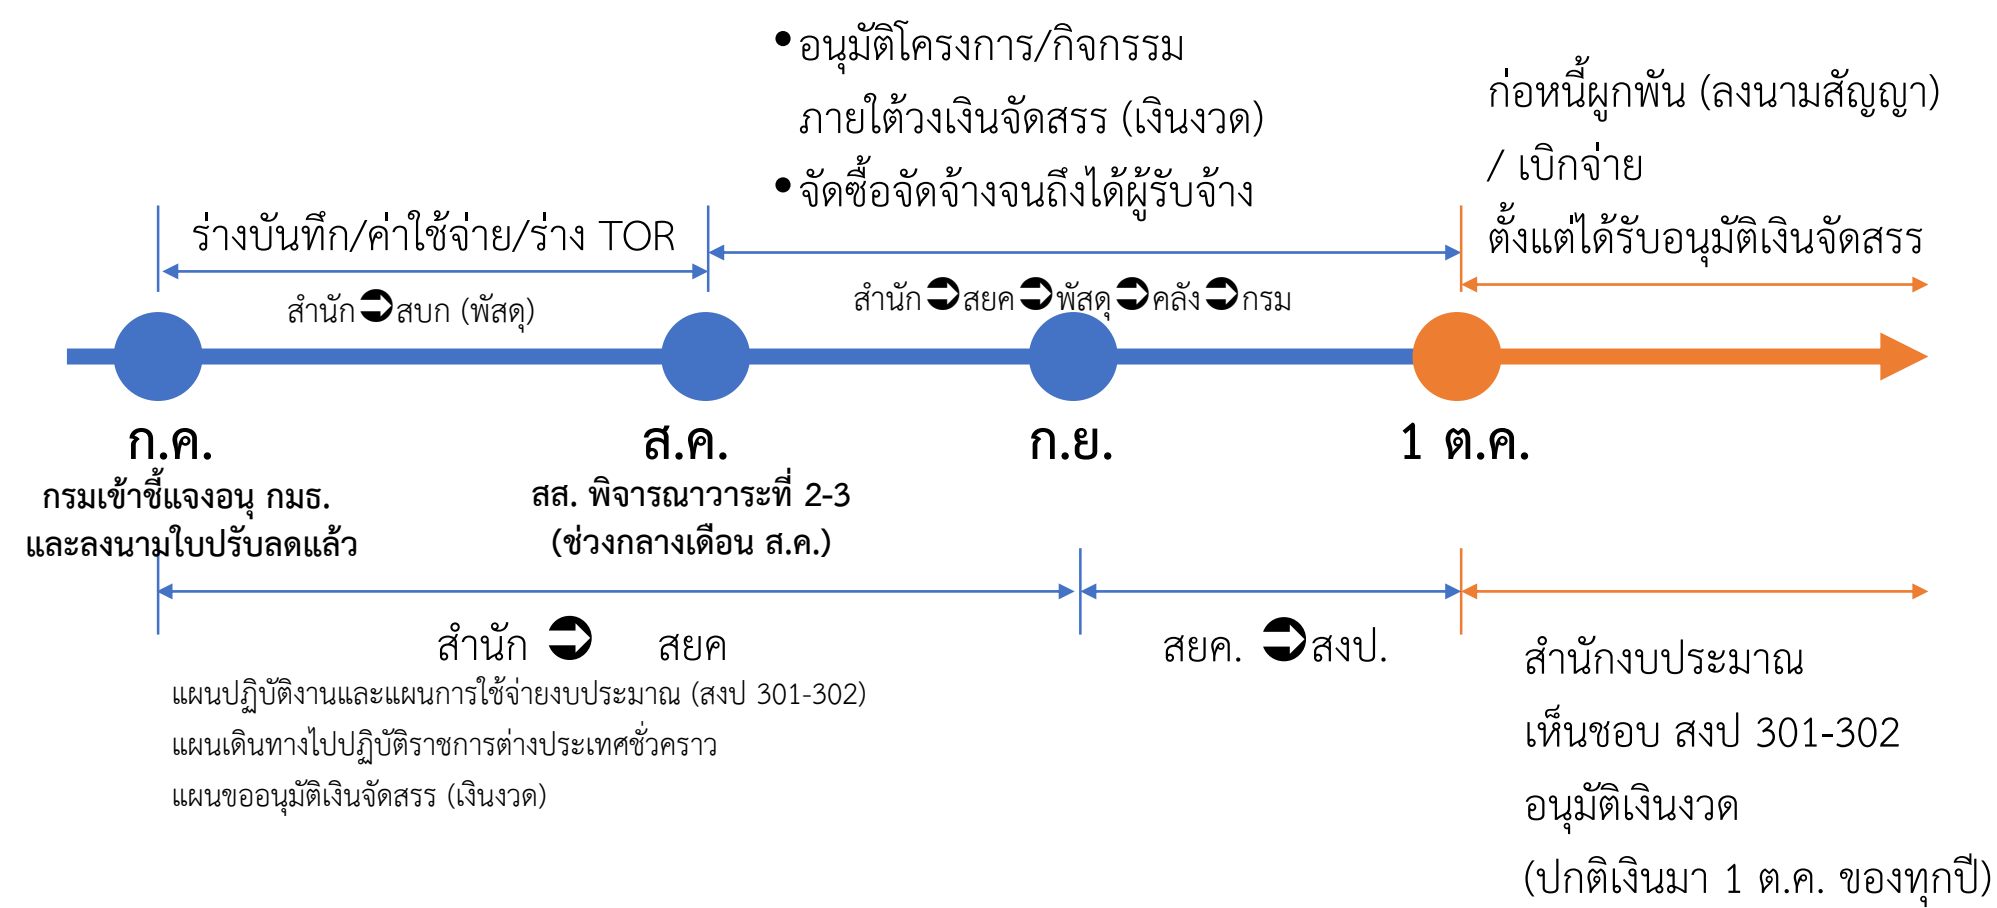 • อนุมัติโครงการ/กิจกรรม
ภายใต้วงเงินจัดสรร (เงินงวด)
• จัดซื้อจัดจ้างจนถึงได้ผู้รับจ้าง
ก่อหนี้ผูกพัน (ลงนามสัญญา)
/ เบิกจ่าย
ตั้งแต่ได้รับอนุมัติเงินจัดสรร
ร่างบันทึก/ค่าใช้จ่าย/ร่าง TOR
สำนัก➲สบก (พัสดุ)
สำนัก➲สยค➲พัสดุ➲คลัง➲กรม
ก.ค.
กรมเข้าชี้แจงอนุ กมธ.
และลงนามใบปรับลดแล้ว
ส.ค.
สส. พิจารณาวาระที่ 2-3
(ช่วงกลางเดือน ส.ค.)
ก.ย.
1 ต.ค.
สำนัก ➲ สยค
แผนปฏิบัติงานและแผนการใช้จ่ายงบประมาณ (สงป 301-302)
แผนเดินทางไปปฏิบัติราชการต่างประเทศชั่วคราว
แผนขออนุมัติเงินจัดสรร (เงินงวด)
สยค. ➲สงป.
สำนักงบประมาณ
เห็นชอบ สงป 301-302
อนุมัติเงินงวด
(ปกติเงินมา 1 ต.ค. ของทุกปี)